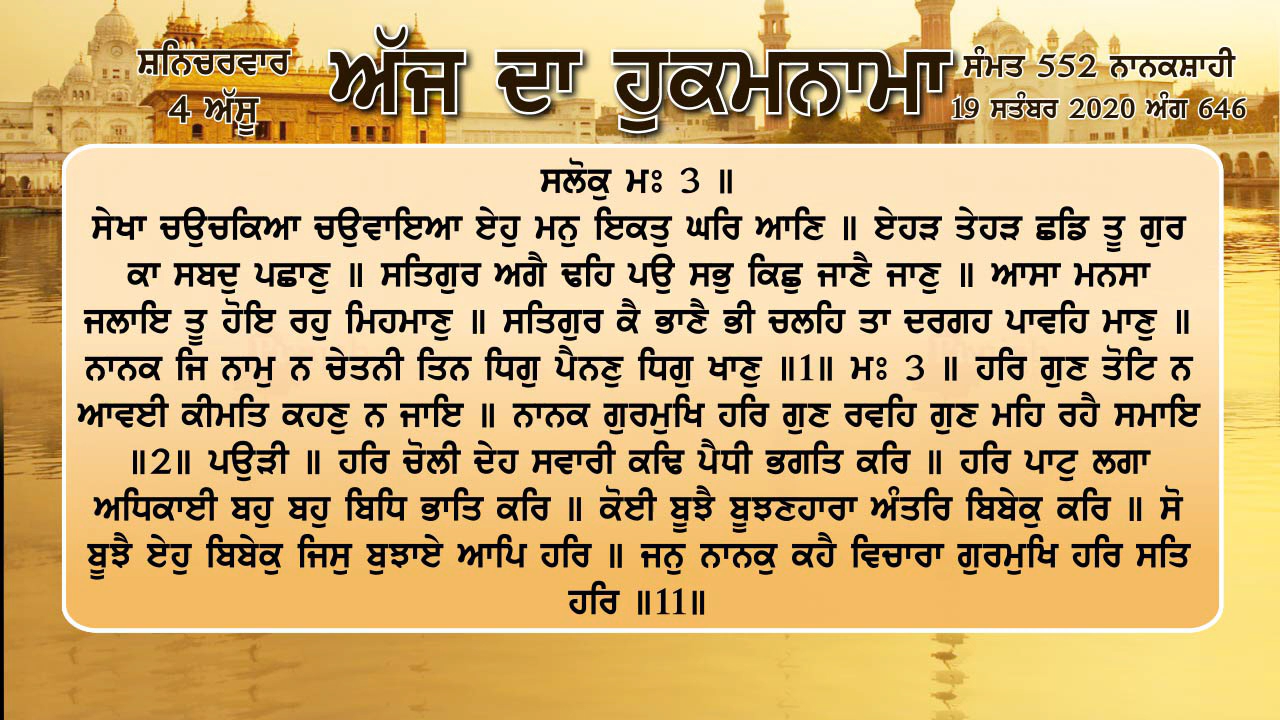 ਸ਼ਨਿਚਰਵਾਰ
4 ਅੱਸੂ
ਅੱਜ ਦਾ ਹੁਕਮਨਾਮਾ
ਸੰਮਤ 552 ਨਾਨਕਸ਼ਾਹੀ
19 ਸਤੰਬਰ 2020 ਅੰਗ 646
ਸਲੋਕੁ ਮਃ 3 ॥
ਸੇਖਾ ਚਉਚਕਿਆ ਚਉਵਾਇਆ ਏਹੁ ਮਨੁ ਇਕਤੁ ਘਰਿ ਆਣਿ ॥ ਏਹੜ ਤੇਹੜ ਛਡਿ ਤੂ ਗੁਰ
ਕਾ ਸਬਦੁ ਪਛਾਣੁ ॥ ਸਤਿਗੁਰ ਅਗੈ ਢਹਿ ਪਉ ਸਭੁ ਕਿਛੁ ਜਾਣੈ ਜਾਣੁ ॥ ਆਸਾ ਮਨਸਾ
ਜਲਾਇ ਤੂ ਹੋਇ ਰਹੁ ਮਿਹਮਾਣੁ ॥ ਸਤਿਗੁਰ ਕੈ ਭਾਣੈ ਭੀ ਚਲਹਿ ਤਾ ਦਰਗਹ ਪਾਵਹਿ ਮਾਣੁ ॥
ਨਾਨਕ ਜਿ ਨਾਮੁ ਨ ਚੇਤਨੀ ਤਿਨ ਧਿਗੁ ਪੈਨਣੁ ਧਿਗੁ ਖਾਣੁ ॥1॥ ਮਃ 3 ॥ ਹਰਿ ਗੁਣ ਤੋਟਿ ਨ
ਆਵਈ ਕੀਮਤਿ ਕਹਣੁ ਨ ਜਾਇ ॥ ਨਾਨਕ ਗੁਰਮੁਖਿ ਹਰਿ ਗੁਣ ਰਵਹਿ ਗੁਣ ਮਹਿ ਰਹੈ ਸਮਾਇ
॥2॥ ਪਉੜੀ ॥ ਹਰਿ ਚੋਲੀ ਦੇਹ ਸਵਾਰੀ ਕਢਿ ਪੈਧੀ ਭਗਤਿ ਕਰਿ ॥ ਹਰਿ ਪਾਟੁ ਲਗਾ
ਅਧਿਕਾਈ ਬਹੁ ਬਹੁ ਬਿਧਿ ਭਾਤਿ ਕਰਿ ॥ ਕੋਈ ਬੂਝੈ ਬੂਝਣਹਾਰਾ ਅੰਤਰਿ ਬਿਬੇਕੁ ਕਰਿ ॥ ਸੋ
ਬੂਝੈ ਏਹੁ ਬਿਬੇਕੁ ਜਿਸੁ ਬੁਝਾਏ ਆਪਿ ਹਰਿ ॥ ਜਨੁ ਨਾਨਕੁ ਕਹੈ ਵਿਚਾਰਾ ਗੁਰਮੁਖਿ ਹਰਿ ਸਤਿ
ਹਰਿ ॥11॥